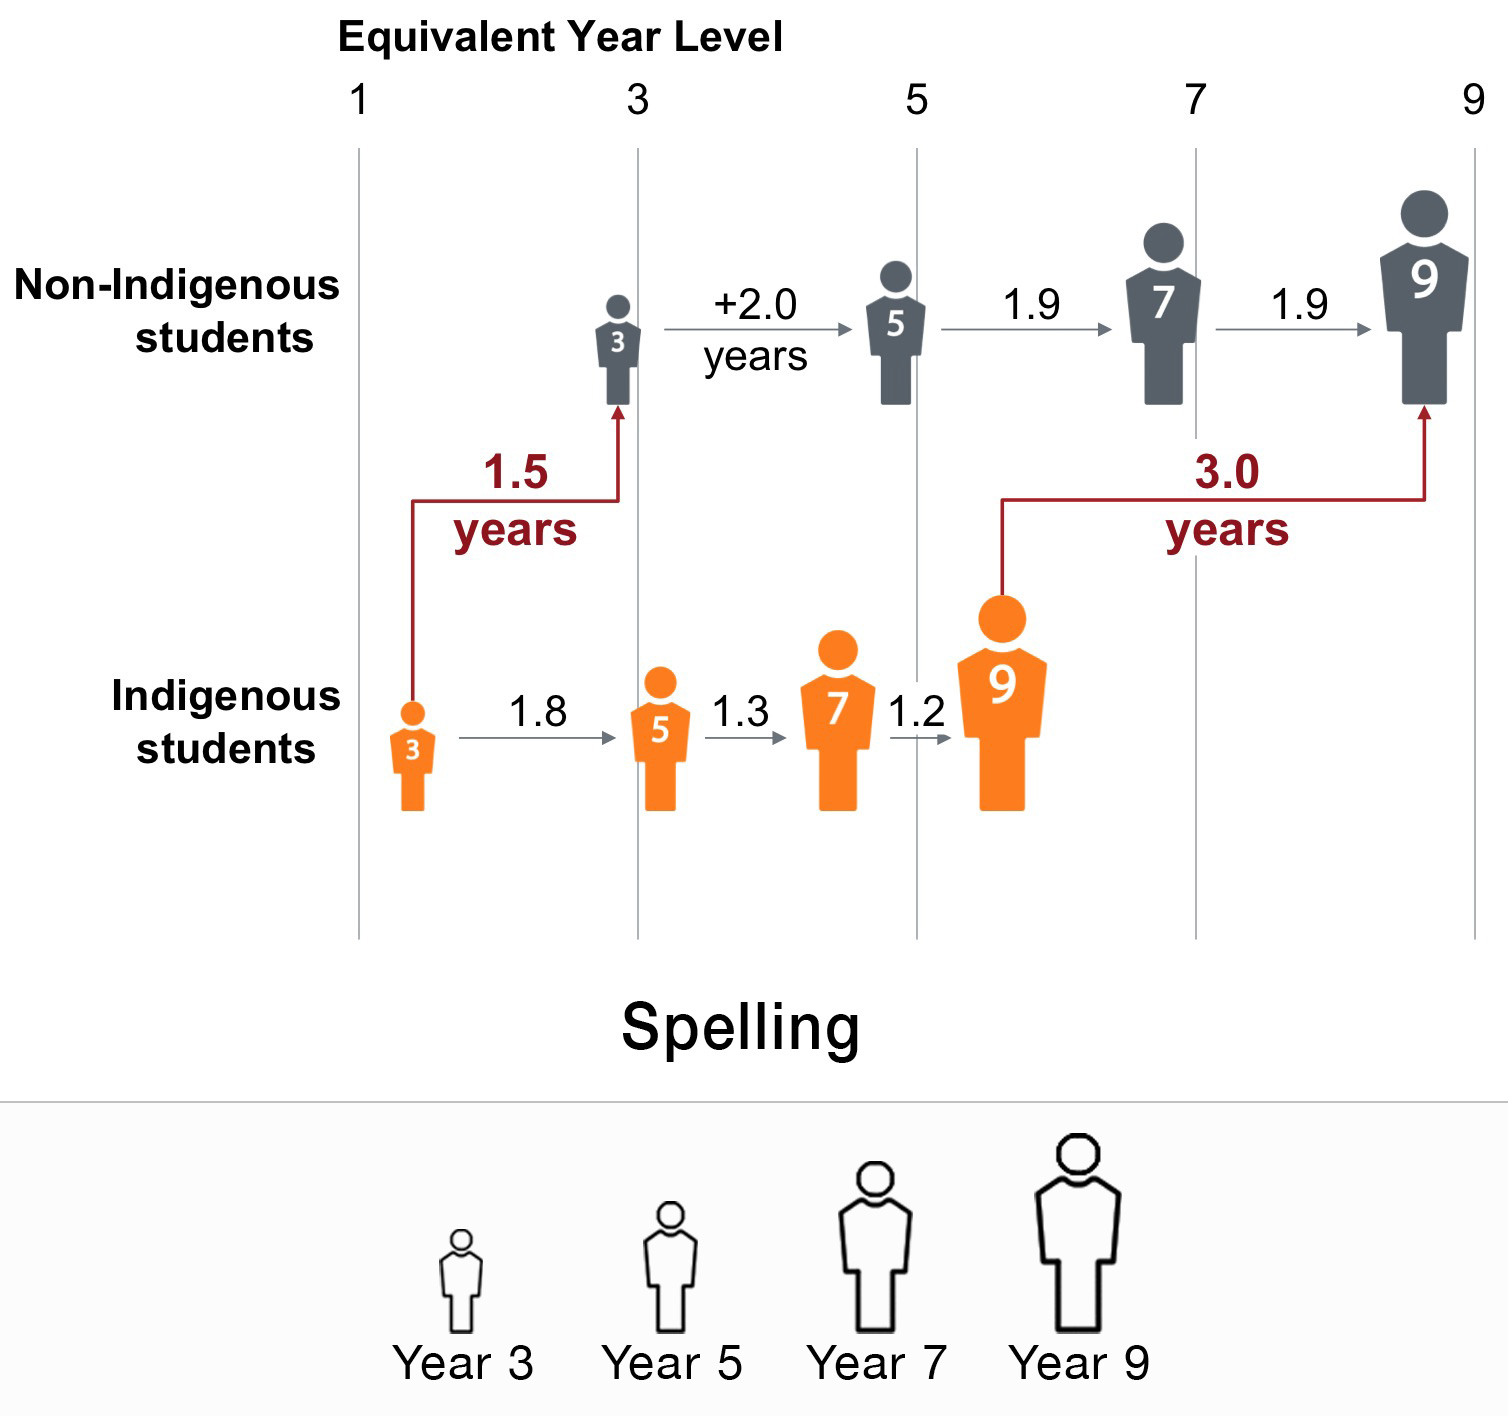 Equivalent Year Level
1 3 5 7 9
Non-Indigenous
students
3
+2.0
years
5
1.9
7
1.9
9
1.5
years
3.0
years
Indigenous
students
3
1.8
5
1.3
7
1.2
9
Spelling
Year 3 Year 5 Year 7 Year 9